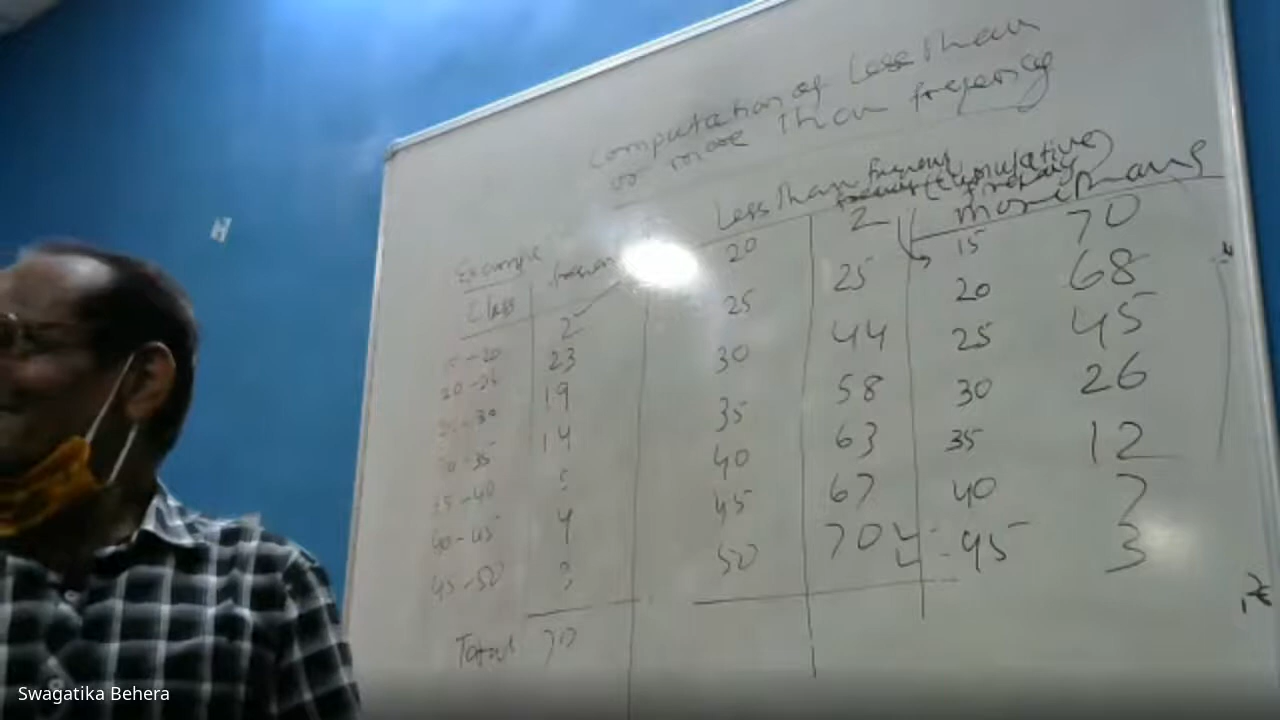 Computation of Less than
or more than frequency
Less than frequency
(Cumulative)
frequency
more than
Example
Class frequen
15-20 2 20 2 15 70
20-25 23 25 25 20 68
25-30 19 30 44 25 45
30-35 14 35 58 30 26
35-40 5 40 63 35 12
40-45 4 45 67 40 7
45-50 3 50 70 45 3
Total 70
Swagatika Behera